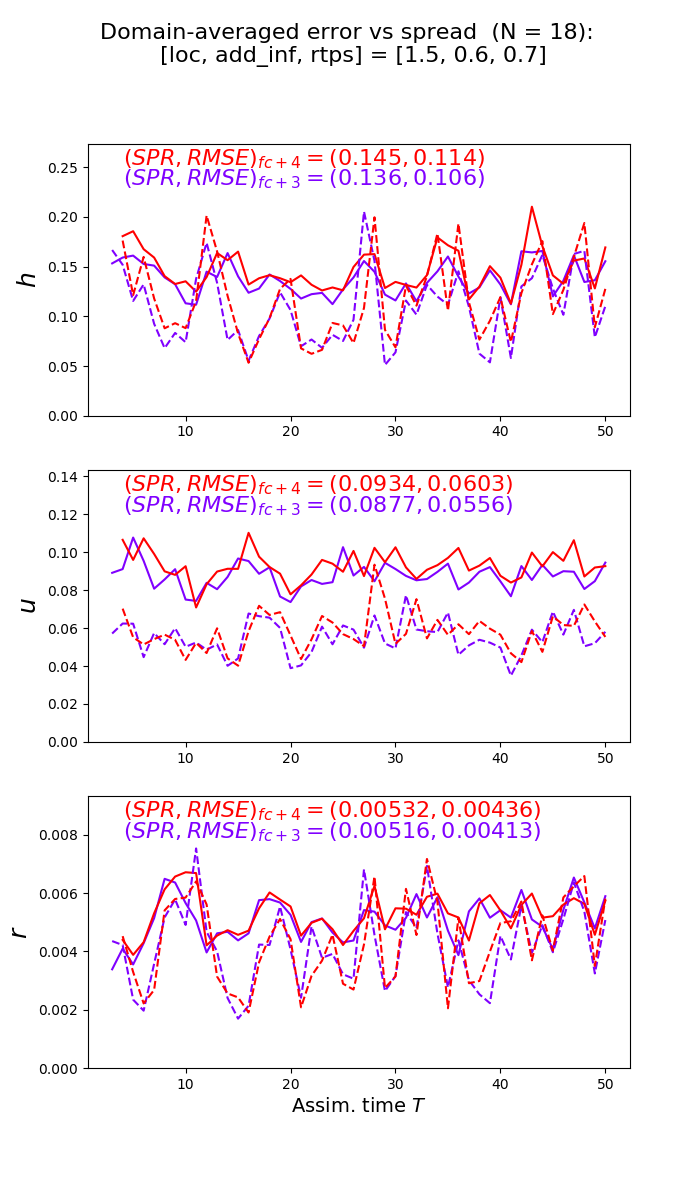 Domain-averaged error vs spread (N = 18):
[loc, add_inf, rtps] = [1.5, 0.6, 0.7]
(SPR, RMSE)fc+4 = (0.145, 0.114)
(SPR, RMSE)fc+3 = (0.136, 0.106)
0.25
0.20
0.15
0.10
0.05
0.00
h
10 20 30 40 50
(SPR, RMSE)fc+4 = (0.0934, 0.0603)
(SPR, RMSE)fc+3 = (0.0877, 0.0556)
0.14
0.12
0.10
0.08
0.06
0.04
0.02
0.00
u
10 20 30 40 50
(SPR, RMSE)fc+4 = (0.00532, 0.00436)
(SPR, RMSE)fc+3 = (0.00516, 0.00413)
0.008
0.006
0.004
0.002
0.000
r
10 20 30 40 50
Assim. time T